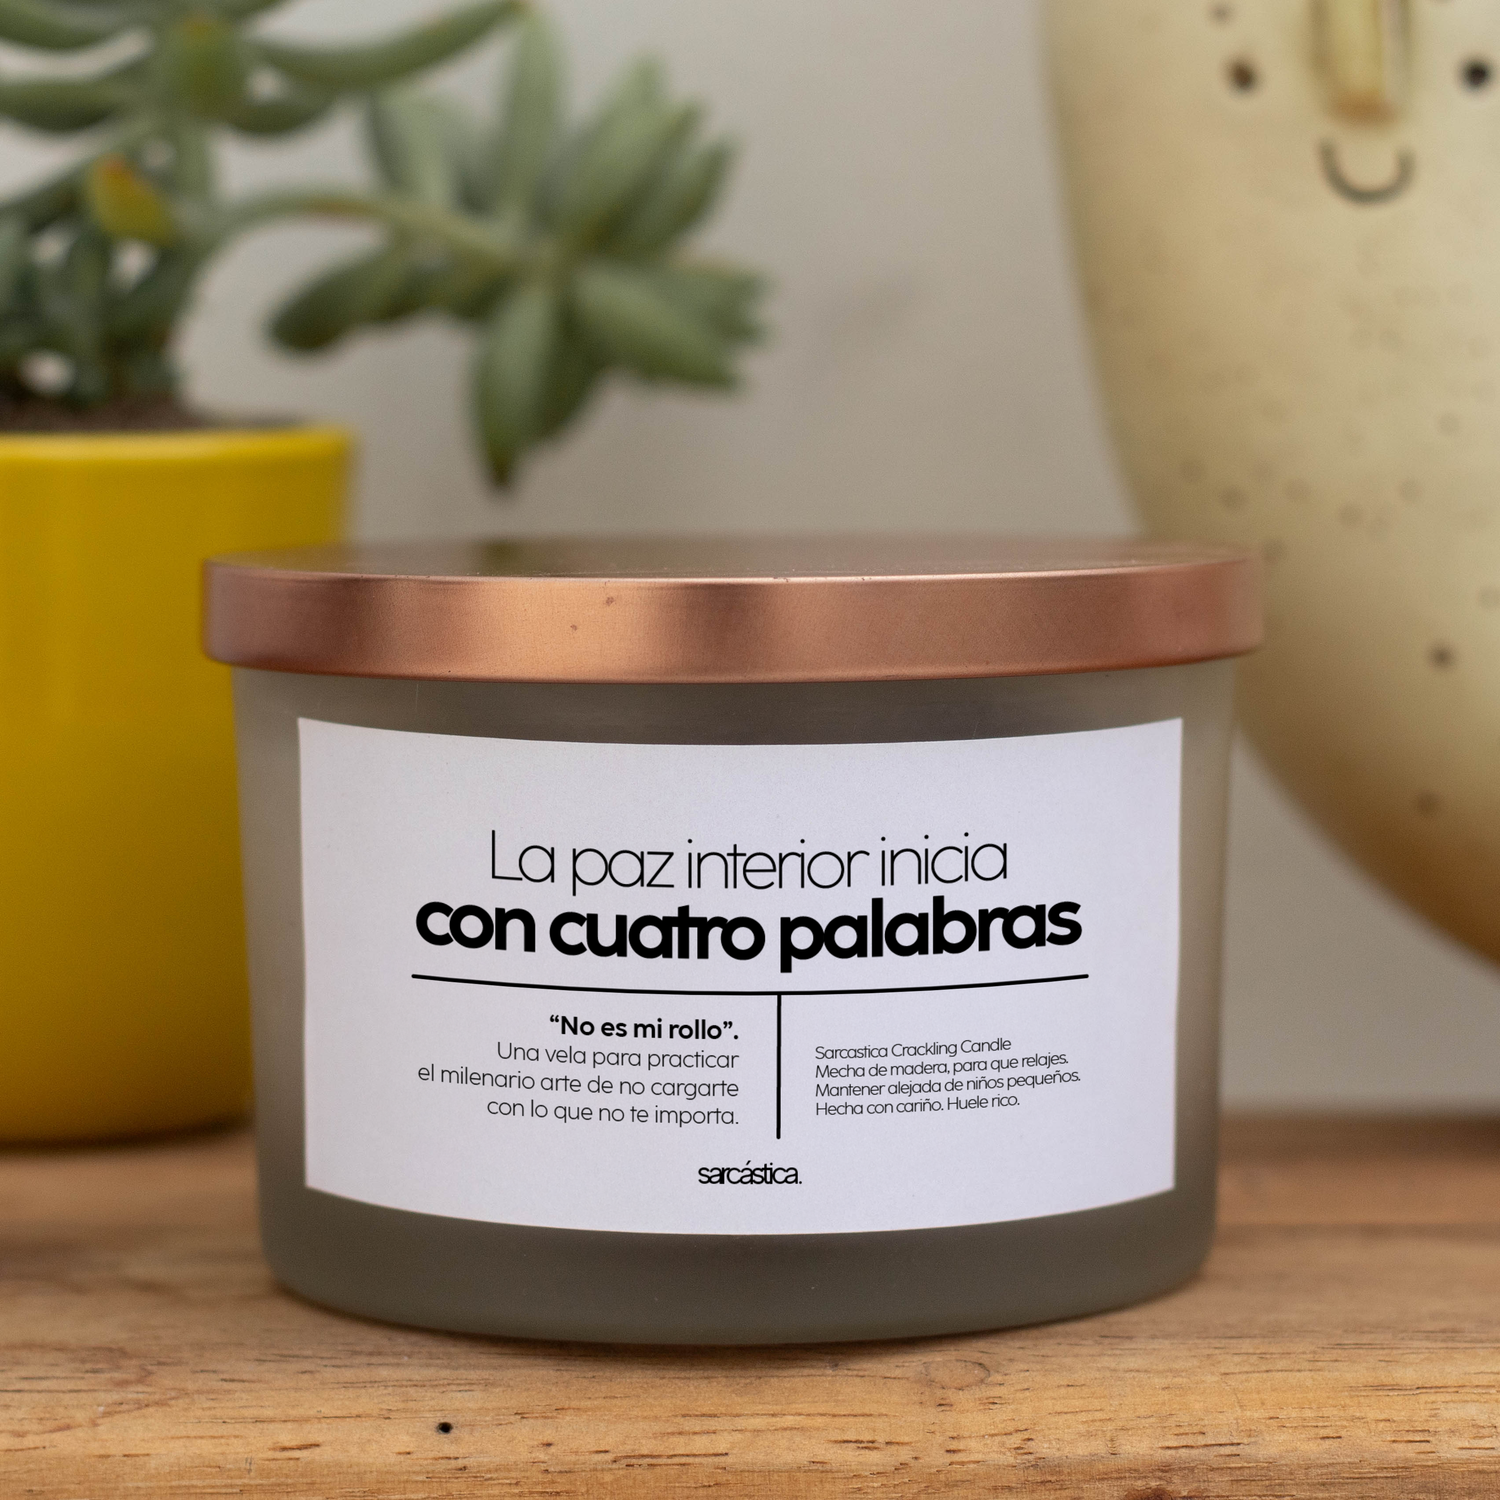 La paz interior inicia
con cuatro palabras
“No es mi rollo”.
Una vela para practicar
el milenario arte de no cargarte
con lo que no te importa.
Sarcastica Crackling Candle
Mecha de madera, para que relajes.
Mantener alejada de niños pequeños.
Hecha con cariño. Huele rico.
sarcástica.